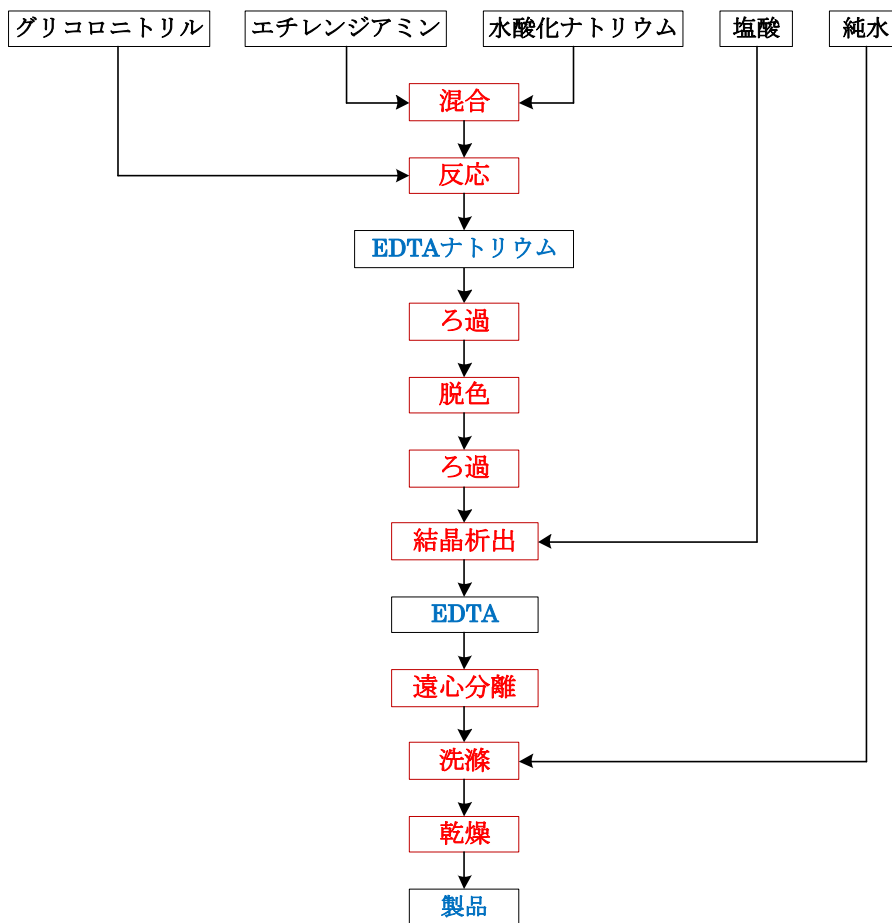 グリコロニトリル
エチレンジアミン
水酸化ナトリウム
塩酸
純水
混合
反応
EDTAナトリウム
ろ過
脱色
ろ過
結晶析出
EDTA
遠心分離
洗滌
乾燥
製品